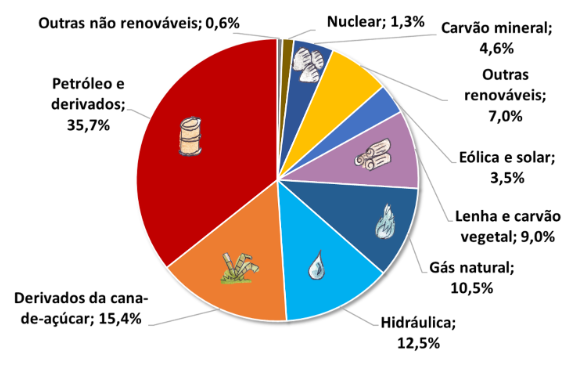 Outras não renováveis; 0,6%
Nuclear; 1,3%
Carvão mineral;
4,6%
Outras
renováveis;
7,0%
Eólica e solar;
3,5%
Lenha e carvão
vegetal; 9,0%
Gás natural;
10,5%
Hidráulica;
12,5%
Derivados da cana-
de-açúcar; 15,4%
Petróleo e
derivados;
35,7%